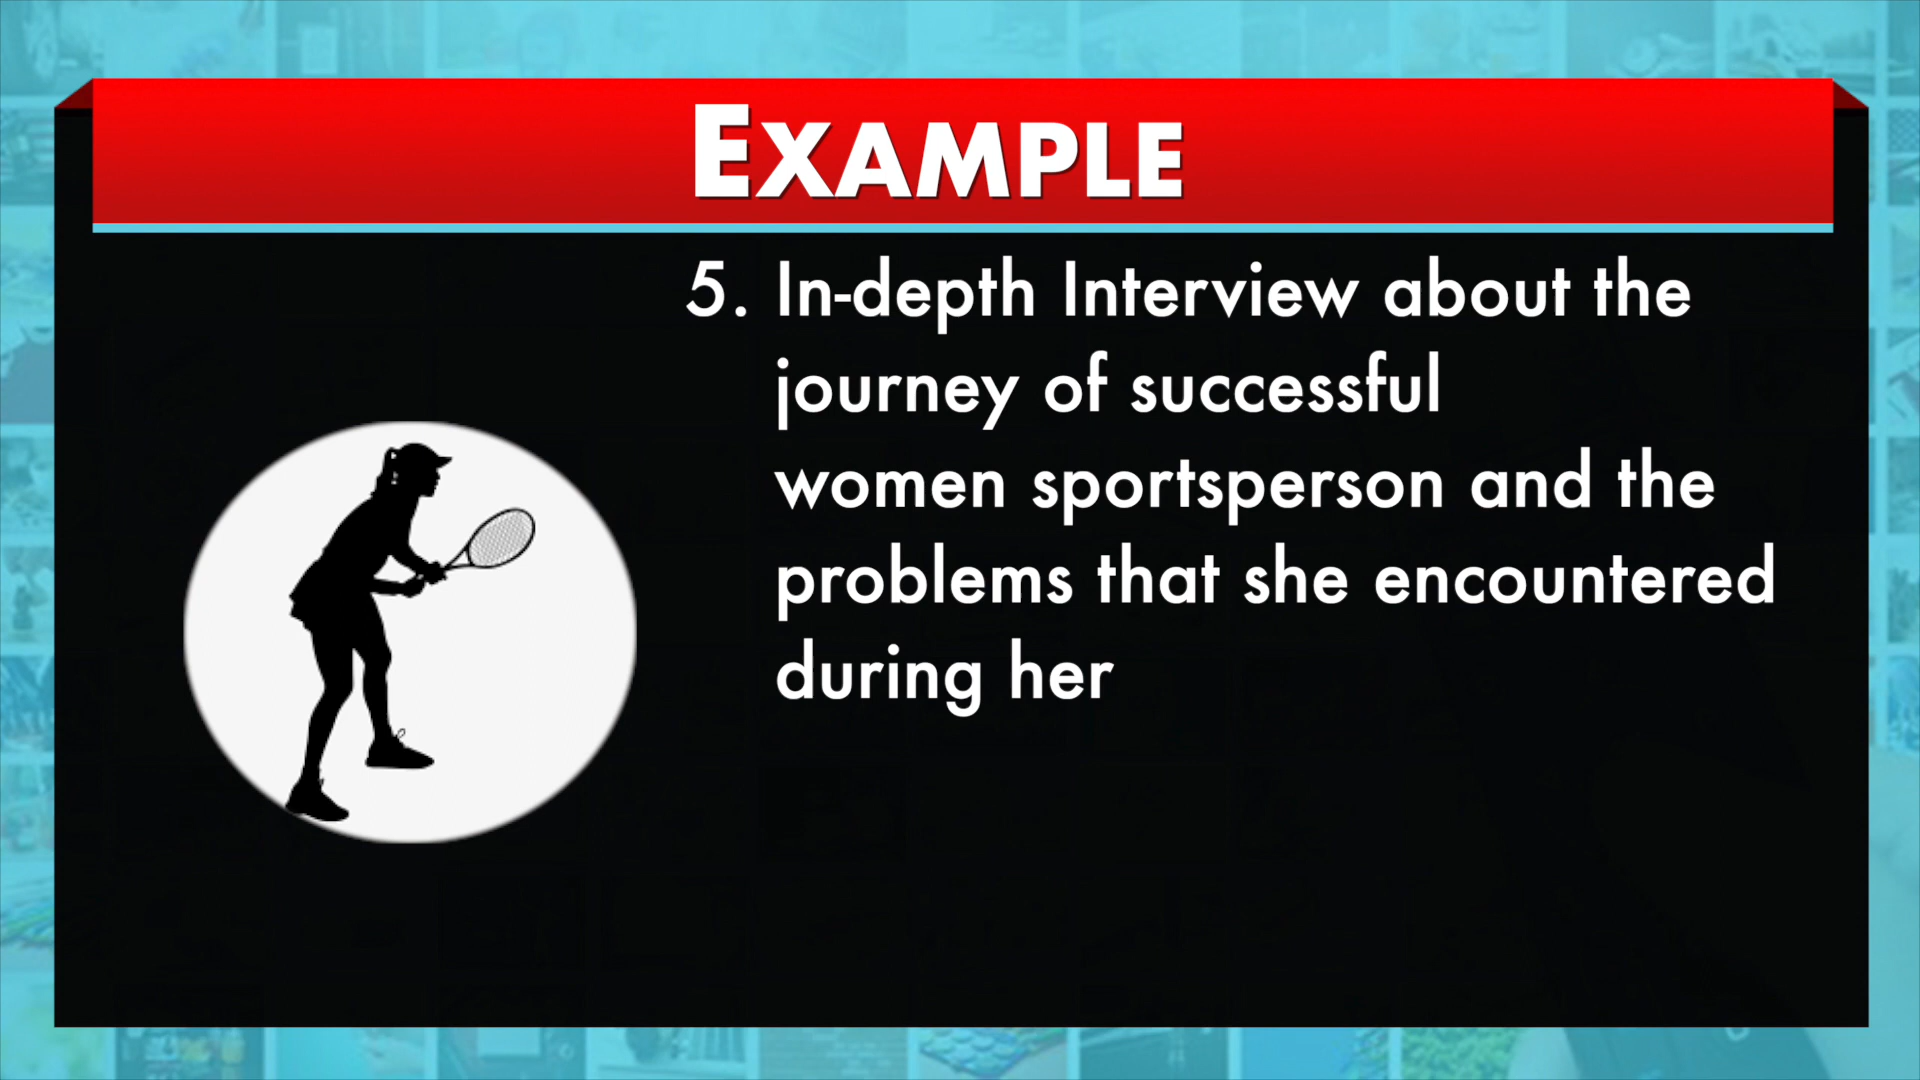 EXAMPLE
5. In-depth Interview about the
journey of successful
women sportsperson and the
problems that she encountered
during her